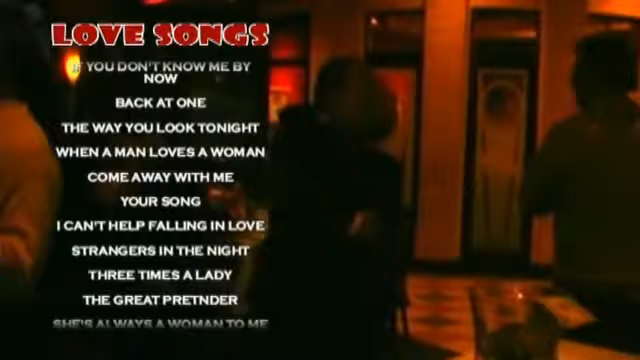 LOVE SONGS
IF YOU DON'T KNOW ME BY
NOW
BACK AT ONE
THE WAY YOU LOOK TONIGHT
WHEN A MAN LOVES A WOMAN
COME AWAY WITH ME
YOUR SONG
I CAN'T HELP FALLING IN LOVE
STRANGERS IN THE NIGHT
THREE TIMES A LADY
THE GREAT PRETNDER
SHE'S ALWAYS A WOMAN TO ME